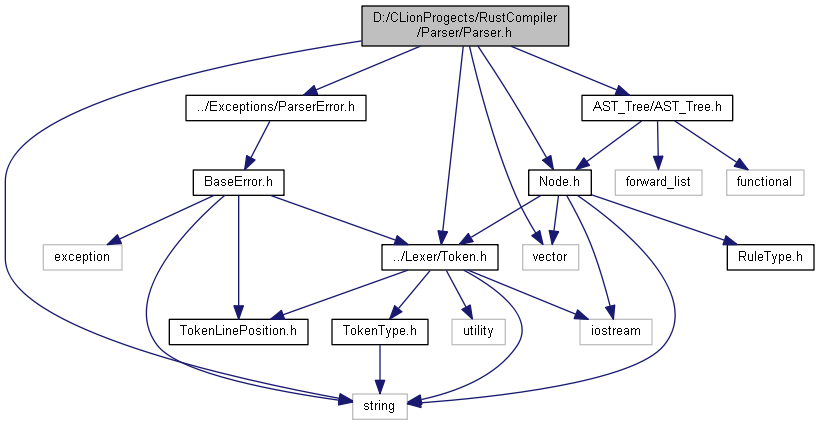 D:/CLionProgects/RustCompiler
/Parser/Parser.h
../Exceptions/ParserError.h
AST_Tree/AST_Tree.h
BaseError.h
Node.h
forward_list
functional
exception
../Lexer/Token.h
vector
RuleType.h
TokenLinePosition.h
TokenType.h
utility
iostream
string